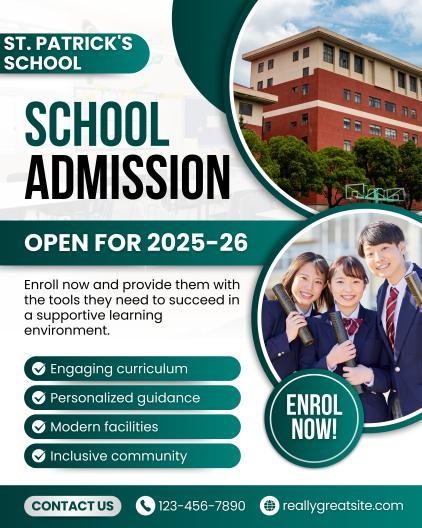 ST. PATRICK'S
SCHOOL
SCHOOL
ADMISSION
OPEN FOR 2025-26
Enroll now and provide them with
the tools they need to succeed in
a supportive learning
environment.
Engaging curriculum
Personalized guidance
Modern facilities
Inclusive community
ENROL
NOW!
CONTACT US
123-456-7890
reallygreatsite.com